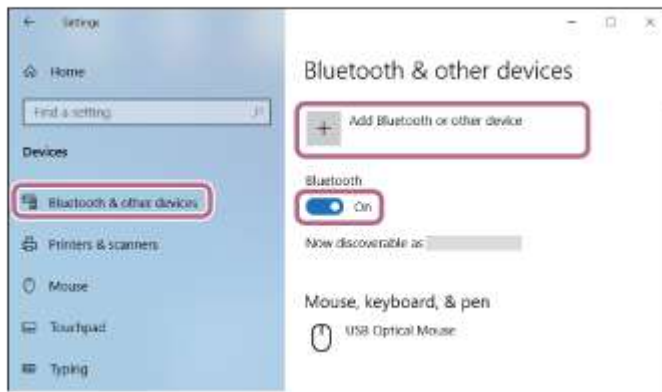 Settings
Home
Find a setting
Devices
Bluetooth & other devices
Printers & scanners
Mouse
Touchpad
Typing
Bluetooth & other devices
Add Bluetooth or other device
Bluetooth
On
Now discoverable as
Mouse, keyboard, & pen
USB Optical Mouse